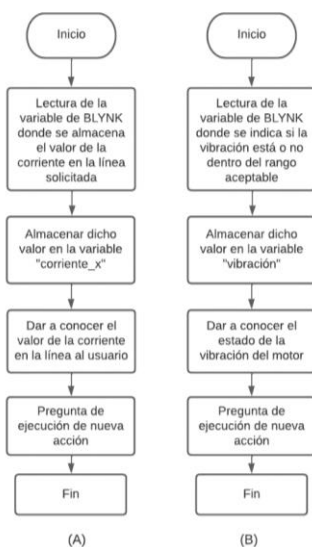 Inicio
Lectura de la
variable de BLYNK
donde se almacena
el valor de la
corriente en la línea
solicitada
Almacenar dicho
valor en la variable
"corriente_x"
Dar a conocer el
valor de la corriente
en la línea al usuario
Pregunta de
ejecución de nueva
acción
Fin
(A)
Inicio
Lectura de la
variable de BLYNK
donde se indica si la
vibración está o no
dentro del rango
aceptable
Almacenar dicho
valor en la variable
"vibración"
Dar a conocer el
estado de la
vibración del motor
Pregunta de
ejecución de nueva
acción
Fin
(B)